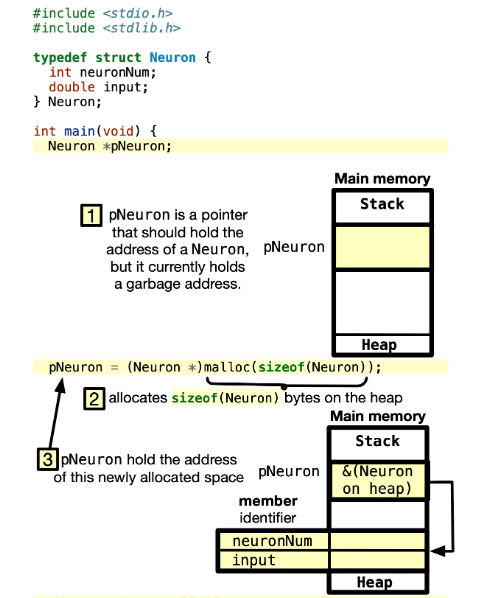 #include <stdio.h>
#include <stdlib.h>
typedef struct Neuron {
int neuronNum;
double input;
} Neuron;
int main(void) {
Neuron *pNeuron;
Main memory
Stack
1 pNeuron is a pointer
that should hold the
address of a Neuron,
but it currently holds
a garbage address.
pNeuron
Heap
pNeuron = (Neuron *)malloc(sizeof(Neuron));
2 allocates sizeof(Neuron) bytes on the heap
Main memory
Stack
3 pNeuron hold the address
of this newly allocated space
pNeuron
&(Neuron
on heap)
member
identifier
neuronNum
input
Heap